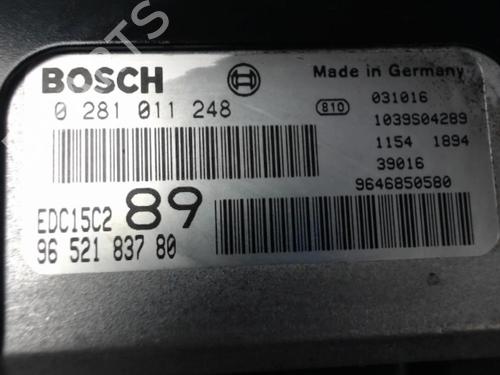 BOSCH
Made in Germany
0 281 011 248
810
031016
1039S04289
1154 1894
39016
9646850580
EDC15C2 89
96 521 837 80